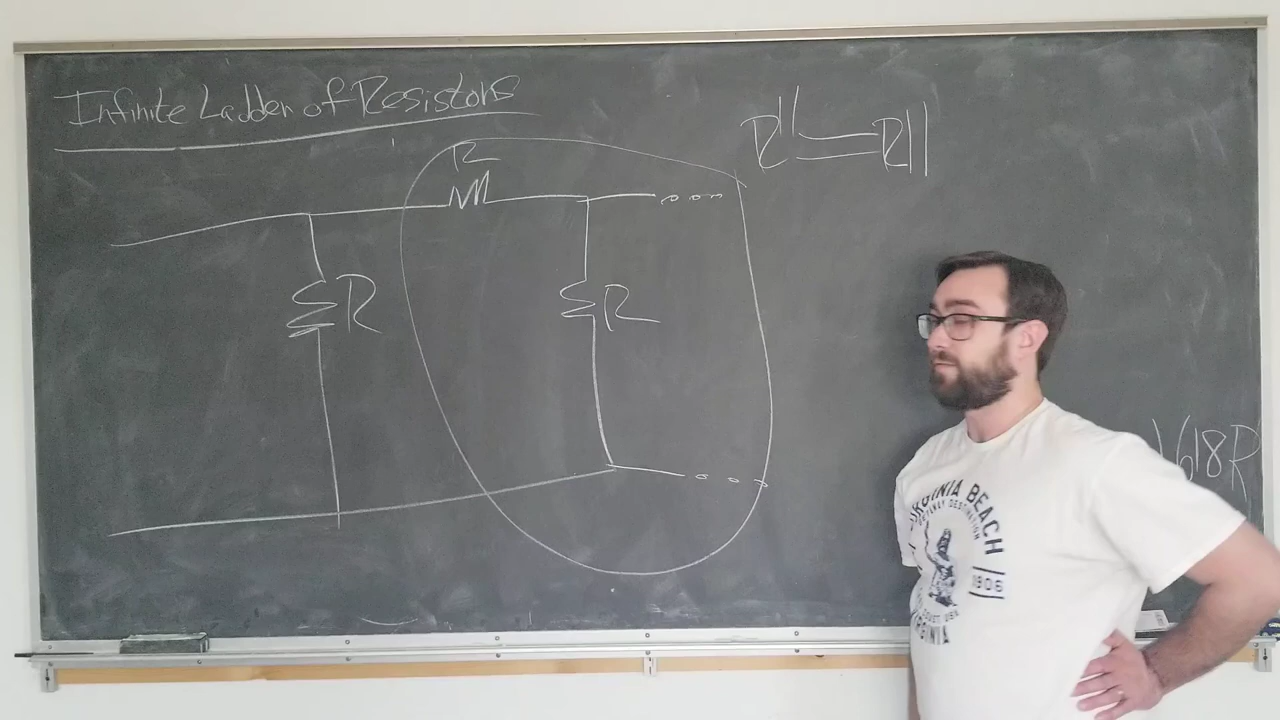 Infinite Ladder of Resistors
R
R
R
R|| = R||
1.618R
VIRGINIA BEACH
1906
VIRGINIA